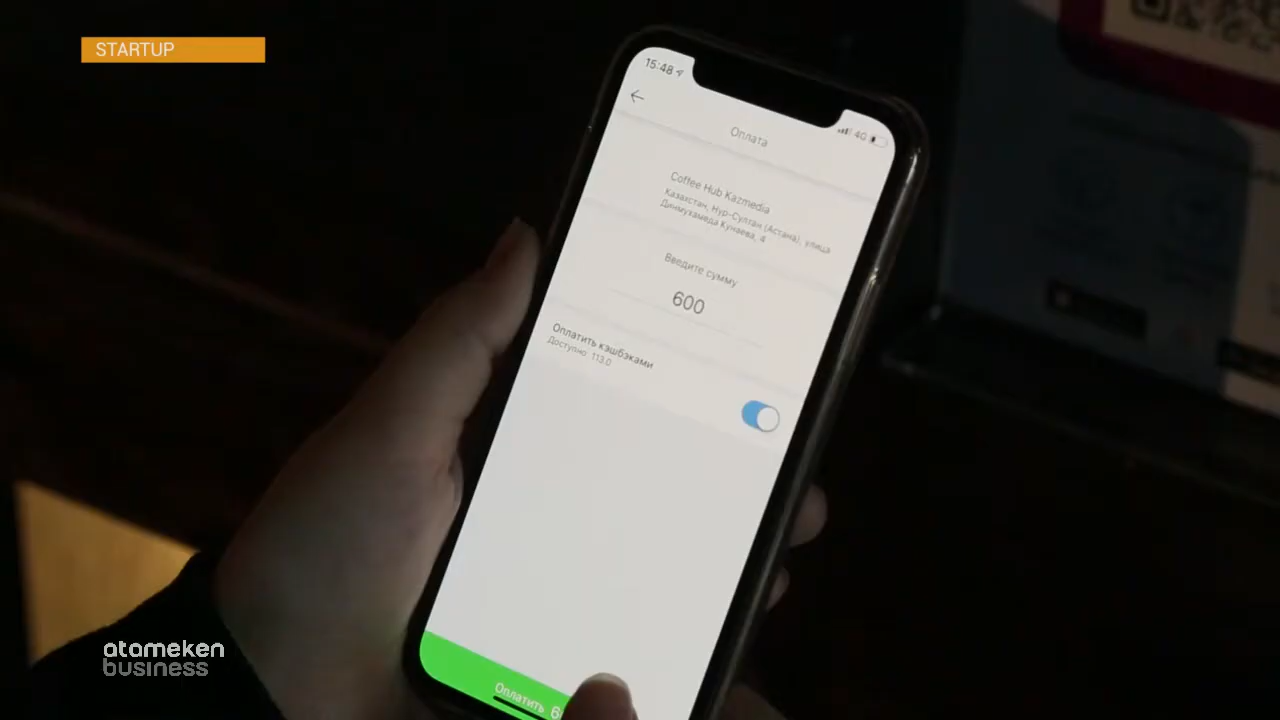 STARTUP
15:48
4G
Оплата
Coffee Hub Kazmedia
Казахстан, Нур-Султан (Астана), улица
Динмухамеда Кунаева, 4
Введите сумму
600
Оплатить кэшбэками
Доступно: 113.0
Оплатить
atameken
business